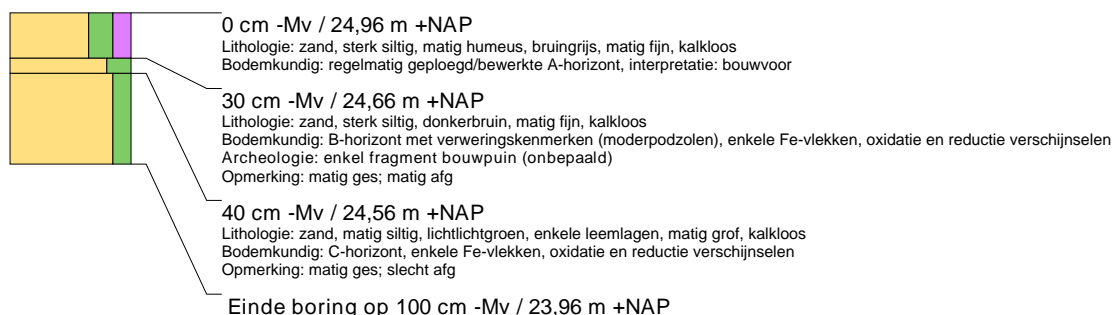 0 cm -Mv / 24,96 m +NAP
Lithologie: zand, sterk siltig, matig humeus, bruingrijs, matig fijn, kalkloos
Bodemkundig: regelmatig geploegd/bewerkte A-horizont, interpretatie: bouwvoor
30 cm -Mv / 24,66 m +NAP
Lithologie: zand, sterk siltig, donkerbruin, matig fijn, kalkloos
Bodemkundig: B-horizont met verweringskenmerken (moderpodzolen), enkele Fe-vlekken, oxidatie en reductie verschijnselen
Archeologie: enkel fragment bouwpuin (onbepaald)
Opmerking: matig ges; matig afg
40 cm -Mv / 24,56 m +NAP
Lithologie: zand, matig siltig, lichtlichtgroen, enkele leemlagen, matig grof, kalkloos
Bodemkundig: C-horizont, enkele Fe-vlekken, oxidatie en reductie verschijnselen
Opmerking: matig ges; slecht afg
Einde boring op 100 cm -Mv / 23,96 m +NAP